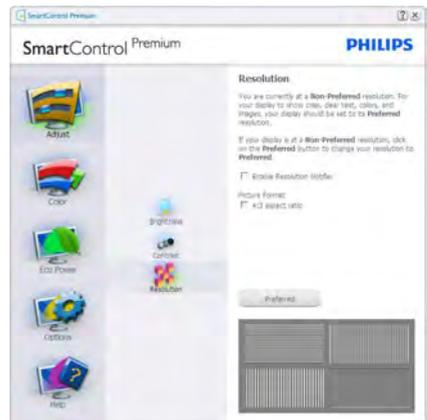 SmartControl Premium
SmartControl Premium
PHILIPS
Adjust
Color
Eco Power
Options
Help
Brightness
Contrast
Resolution
Resolution
You are currently at a Non-Preferred resolution. For
your display to show crisp, clear text, colors, and
images, your display should be set to its Preferred
resolution.
If your display is at a Non-Preferred resolution, click
on the Preferred button to change your resolution to
Preferred.
Enable Resolution Notifier
Picture Format
4:3 aspect ratio
Preferred